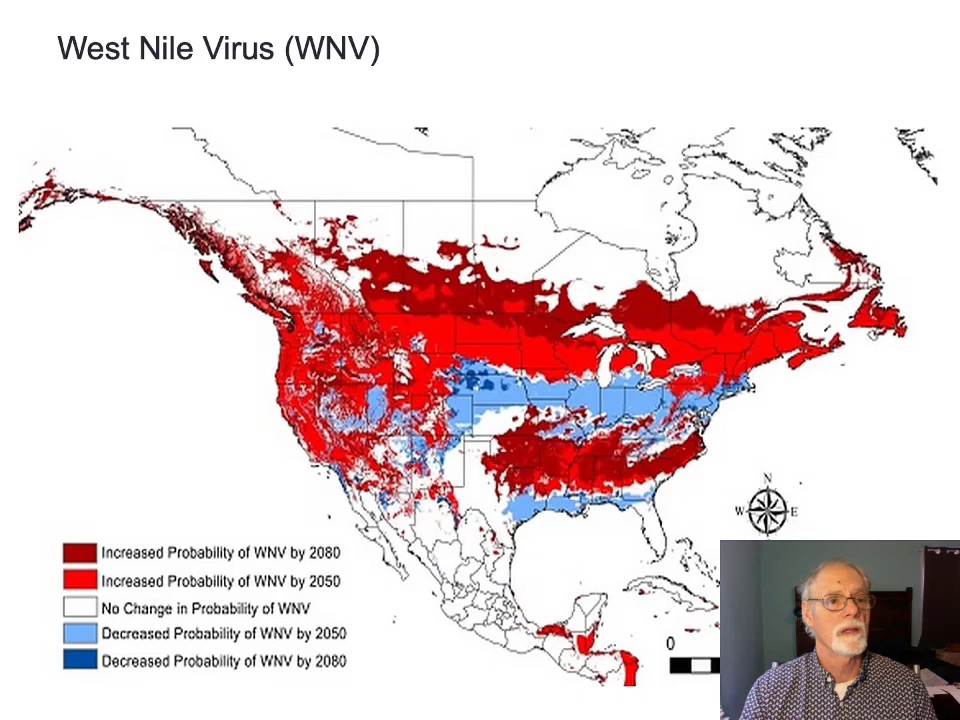 West Nile Virus (WNV)
N
W E
Increased Probability of WNV by 2080
Increased Probability of WNV by 2050
No Change in Probability of WNV
Decreased Probability of WNV by 2050
Decreased Probability of WNV by 2080
0